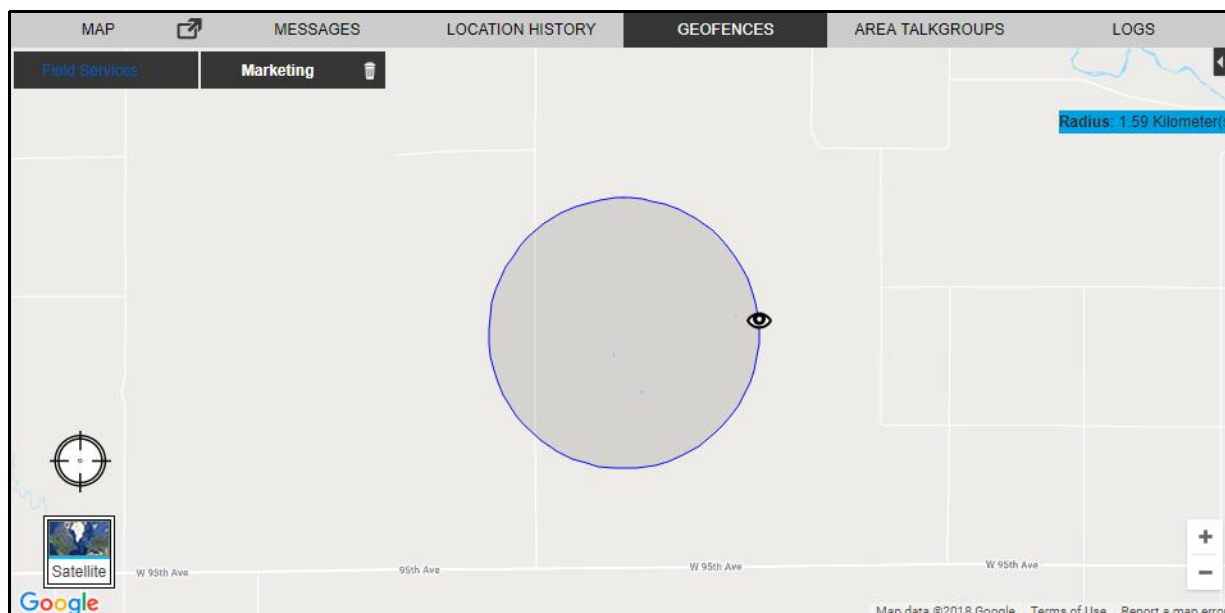 MAP MESSAGES LOCATION HISTORY GEOFENCES AREA TALKGROUPS LOGS
Field Services Marketing
Radius: 1.59 Kilometer(s
Satellite
W 95th Ave 95th Ave W 95th Ave W 95th Ave
Google
Map data ©2018 Google Terms of Use Report a map erro